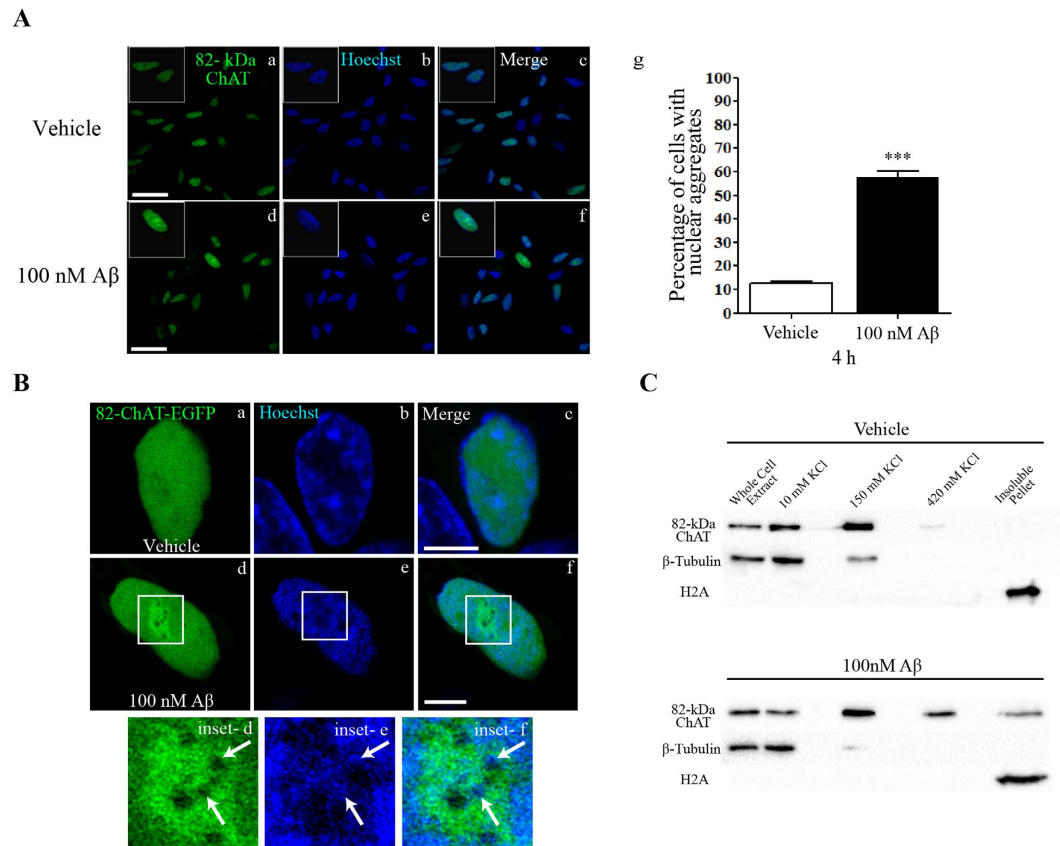 A
82- kDa
ChAT
a
Hoechst
b
Merge
c
Vehicle
d
e
f
100 nM Aβ
g
Percentage of cells with
nuclear aggregates
100
90
80
70
60
50
40
30
20
10
0
***
Vehicle
100 nM Aβ
4 h
B
82-ChAT-EGFP
a
Hoechst
b
Merge
c
Vehicle
d
e
f
100 nM Aβ
inset- d
inset- e
inset- f
C
Vehicle
Whole Cell
Extract
10 mM KCl
150 mM KCl
420 mM KCl
Insoluble
Pellet
82-kDa
ChAT
β-Tubulin
H2A
100nM Aβ
82-kDa
ChAT
β-Tubulin
H2A